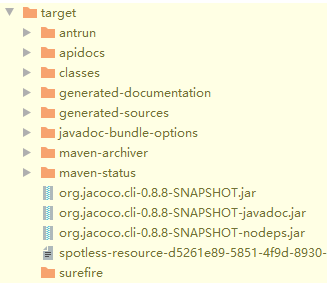 target
antrun
apidocs
classes
generated-documentation
generated-sources
javadoc-bundle-options
maven-archiver
maven-status
org.jacoco.cli-0.8.8-SNAPSHOT.jar
org.jacoco.cli-0.8.8-SNAPSHOT-javadoc.jar
org.jacoco.cli-0.8.8-SNAPSHOT-nodeps.jar
spotless-resource-d5261e89-5851-4f9d-8930-
surefire